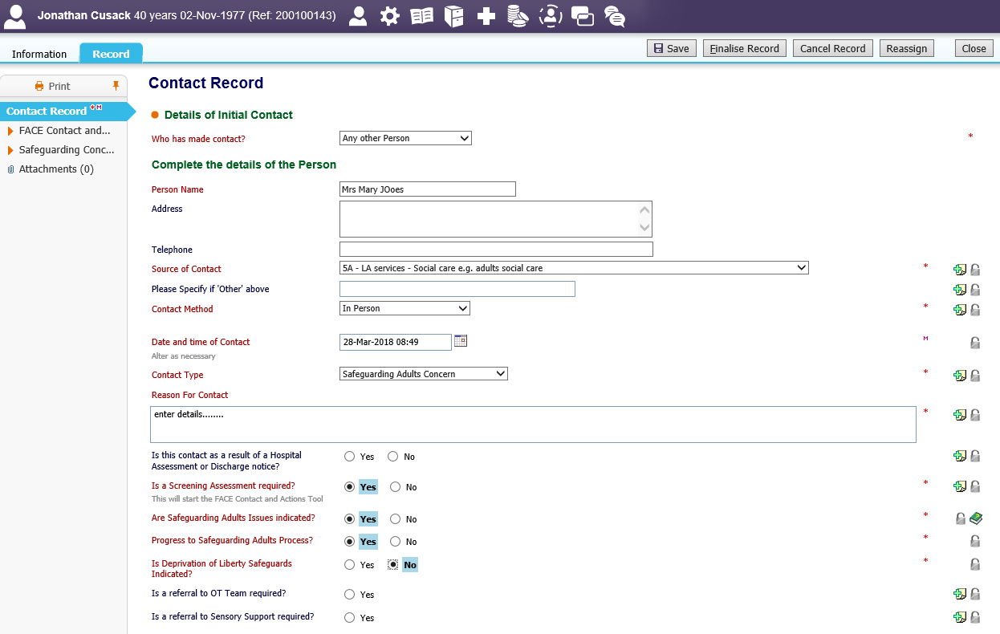 Jonathan Cusack 40 years 02-Nov-1977 (Ref: 200100143)
Information Record Save Finalise Record Cancel Record Reassign Close
Print
Contact Record *M
FACE Contact and...
Safeguarding Conc...
Attachments (0)
Contact Record
Details of Initial Contact
Who has made contact? Any other Person *
Complete the details of the Person
Person Name Mrs Mary JOoes
Address
Telephone
Source of Contact 5A - LA services - Social care e.g. adults social care *
Please Specify if 'Other' above
Contact Method In Person *
Date and time of Contact 28-Mar-2018 08:49 M
Alter as necessary
Contact Type Safeguarding Adults Concern *
Reason For Contact
enter details........ *
Is this contact as a result of a Hospital Yes No
Assessment or Discharge notice?
Is a Screening Assessment required? Yes No *
This will start the FACE Contact and Actions Tool
Are Safeguarding Adults Issues indicated? Yes No *
Progress to Safeguarding Adults Process? Yes No *
Is Deprivation of Liberty Safeguards Yes No *
Indicated?
Is a referral to OT Team required? Yes
Is a referral to Sensory Support required? Yes